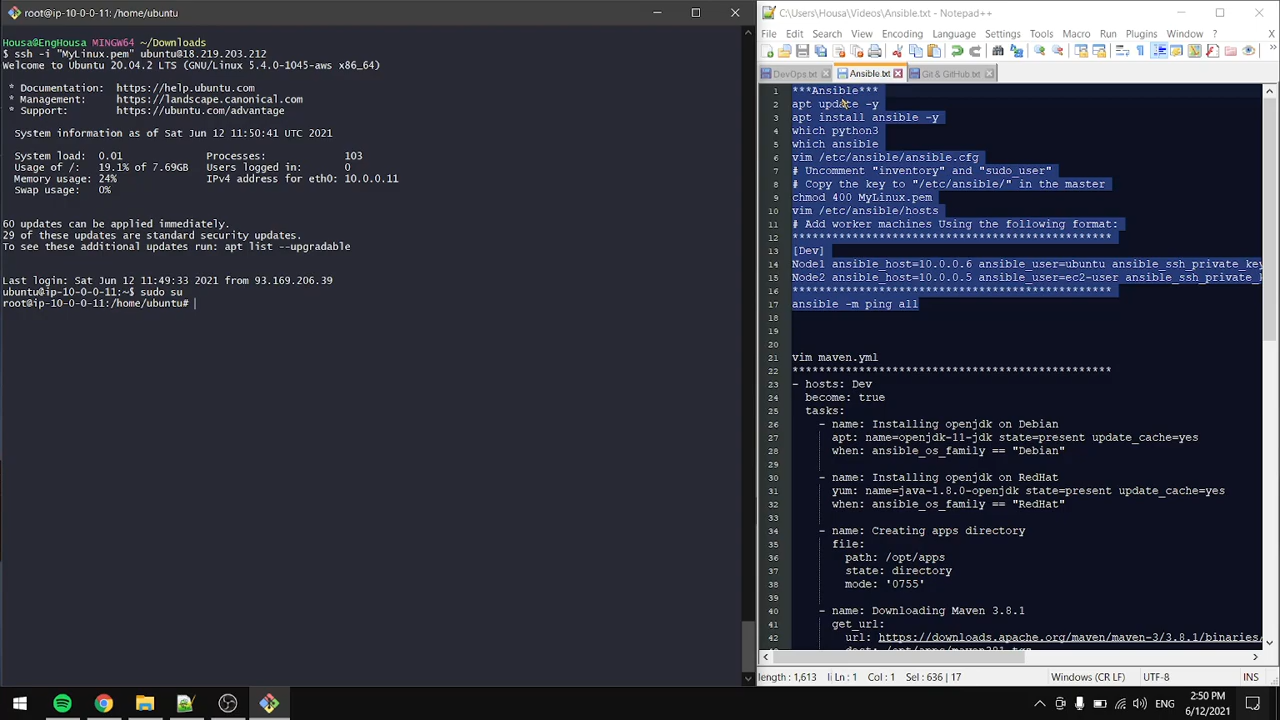 root@ip-10-0-0-11: /home/ubuntu
Housa@EngHousa MINGW64 ~/Downloads
$ ssh -i "MyLinux.pem" ubuntu@18.219.203.212
Welcome to Ubuntu 20.04.2 LTS (GNU/Linux 5.4.0-1045-aws x86_64)
* Documentation:  https://help.ubuntu.com
* Management:     https://landscape.canonical.com
* Support:        https://ubuntu.com/advantage
System information as of Sat Jun 12 11:50:41 UTC 2021
System load:  0.01               Processes:             103
Usage of /:   19.1% of 7.69GB   Users logged in:       0
Memory usage: 24%                IPv4 address for eth0: 10.0.0.11
Swap usage:   0%
60 updates can be applied immediately.
29 of these updates are standard security updates.
To see these additional updates run: apt list --upgradable
Last login: Sat Jun 12 11:49:33 2021 from 93.169.206.39
ubuntu@ip-10-0-0-11:~$ sudo su
root@ip-10-0-0-11:/home/ubuntu#
C:\Users\Housa\Videos\Ansible.txt - Notepad++
File Edit Search View Encoding Language Settings Tools Macro Run Plugins Window ?
DevOps.txt Ansible.txt Git & GitHub.txt
1 ***Ansible***
2 apt update -y
3 apt install ansible -y
4 which python3
5 which ansible
6 vim /etc/ansible/ansible.cfg
7 # Uncomment "inventory" and "sudo_user"
8 # Copy the key to "/etc/ansible/" in the master
9 chmod 400 MyLinux.pem
10 vim /etc/ansible/hosts
11 # Add worker machines Using the following format:
12 ************************************************
13 [Dev]
14 Node1 ansible_host=10.0.0.6 ansible_user=ubuntu ansible_ssh_private_key
15 Node2 ansible_host=10.0.0.5 ansible_user=ec2-user ansible_ssh_private_k
16 ************************************************
17 ansible -m ping all
18
19
20
21 vim maven.yml
22 ************************************************
23 - hosts: Dev
24 become: true
25 tasks:
26 - name: Installing openjdk on Debian
27 apt: name=openjdk-11-jdk state=present update_cache=yes
28 when: ansible_os_family == "Debian"
29
30 - name: Installing openjdk on RedHat
31 yum: name=java-1.8.0-openjdk state=present update_cache=yes
32 when: ansible_os_family == "RedHat"
33
34 - name: Creating apps directory
35 file:
36 path: /opt/apps
37 state: directory
38 mode: '0755'
39
40 - name: Downloading Maven 3.8.1
41 get_url:
42 url: https://downloads.apache.org/maven/maven-3/3.8.1/binaries/
dest: /opt/apps/maven381.tgs
length : 1,613 li Ln : 1 Col : 1 Sel : 636 | 17 Windows (CR LF) UTF-8 INS
ENG
2:50 PM
6/12/2021